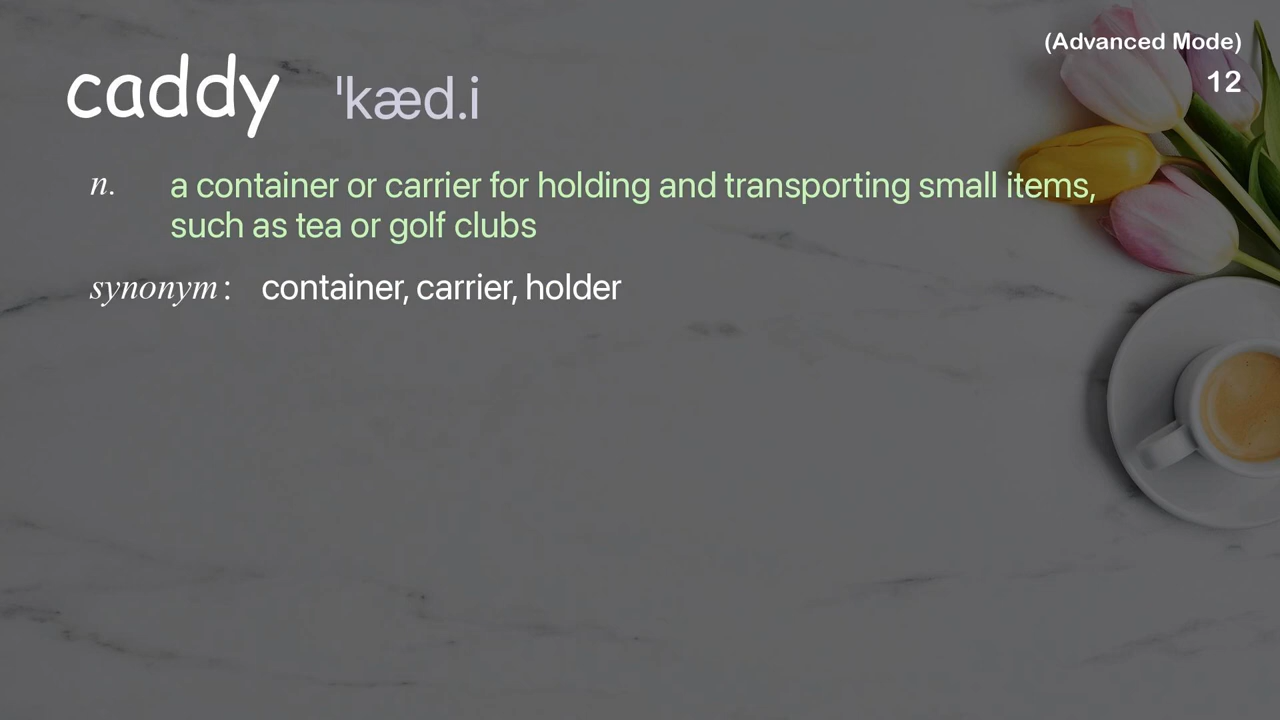 (Advanced Mode)
caddy ˈkæd.i
12
n. a container or carrier for holding and transporting small items,
such as tea or golf clubs
synonym : container, carrier, holder